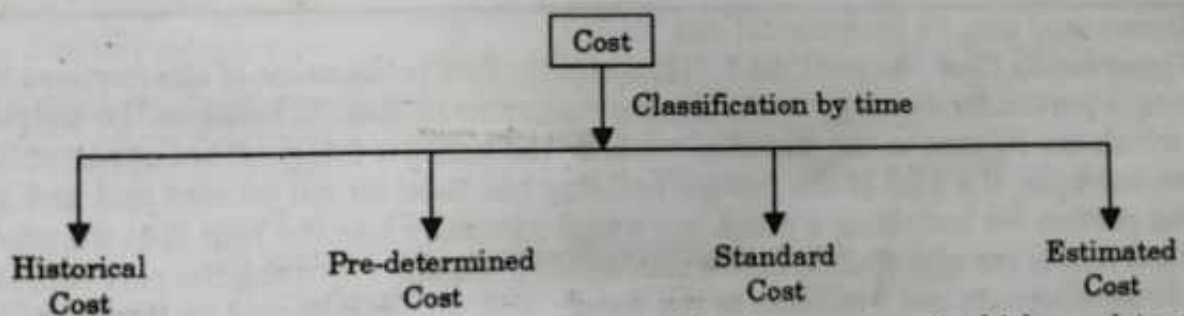 Cost
Classification by time
Historical
Cost
Pre-determined
Cost
Standard
Cost
Estimated
Cost